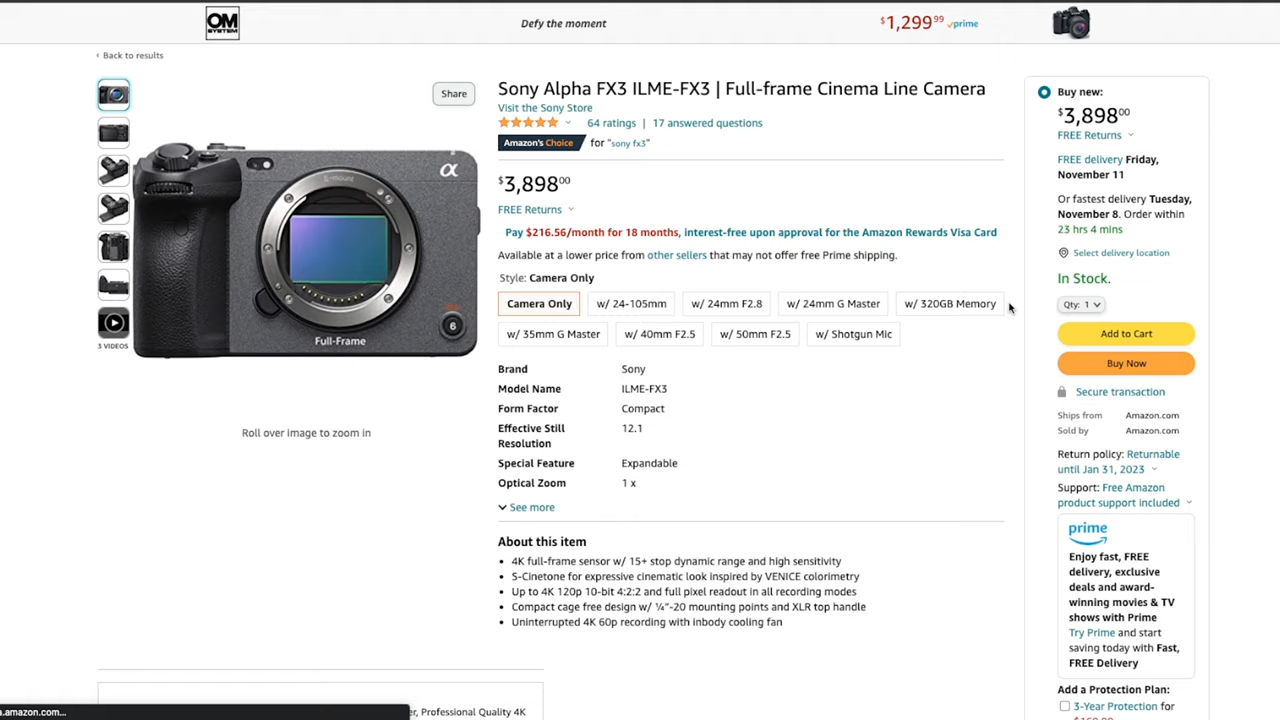 OM
SYSTEM
Defy the moment
$1,299⁹⁹ prime
‹ Back to results
Share
Sony Alpha FX3 ILME-FX3 | Full-frame Cinema Line Camera
Visit the Sony Store
64 ratings | 17 answered questions
Amazon's Choice for "sony fx3"
$3,898⁰⁰
FREE Returns
Pay $216.56/month for 18 months, interest-free upon approval for the Amazon Rewards Visa Card
Available at a lower price from other sellers that may not offer free Prime shipping.
Style: Camera Only
Camera Only
w/ 24-105mm
w/ 24mm F2.8
w/ 24mm G Master
w/ 320GB Memory
w/ 35mm G Master
w/ 40mm F2.5
w/ 50mm F2.5
w/ Shotgun Mic
Brand Sony
Model Name ILME-FX3
Form Factor Compact
Effective Still Resolution 12.1
Special Feature Expandable
Optical Zoom 1 x
See more
About this item
• 4K full-frame sensor w/ 15+ stop dynamic range and high sensitivity
• S-Cinetone for expressive cinematic look inspired by VENICE colorimetry
• Up to 4K 120p 10-bit 4:2:2 and full pixel readout in all recording modes
• Compact cage free design w/ ¼"-20 mounting points and XLR top handle
• Uninterrupted 4K 60p recording with inbody cooling fan
α
E-mount
6
Full-Frame
3 VIDEOS
Roll over image to zoom in
Buy new:
$3,898⁰⁰
FREE Returns
FREE delivery Friday,
November 11
Or fastest delivery Tuesday,
November 8. Order within
23 hrs 4 mins
Select delivery location
In Stock.
Qty: 1
Add to Cart
Buy Now
Secure transaction
Ships from Amazon.com
Sold by Amazon.com
Return policy: Returnable
until Jan 31, 2023
Support: Free Amazon
product support included
prime
Enjoy fast, FREE
delivery, exclusive
deals and award-
winning movies & TV
shows with Prime
Try Prime and start
saving today with Fast,
FREE Delivery
Add a Protection Plan:
3-Year Protection for
a.amazon.com...
er, Professional Quality 4K